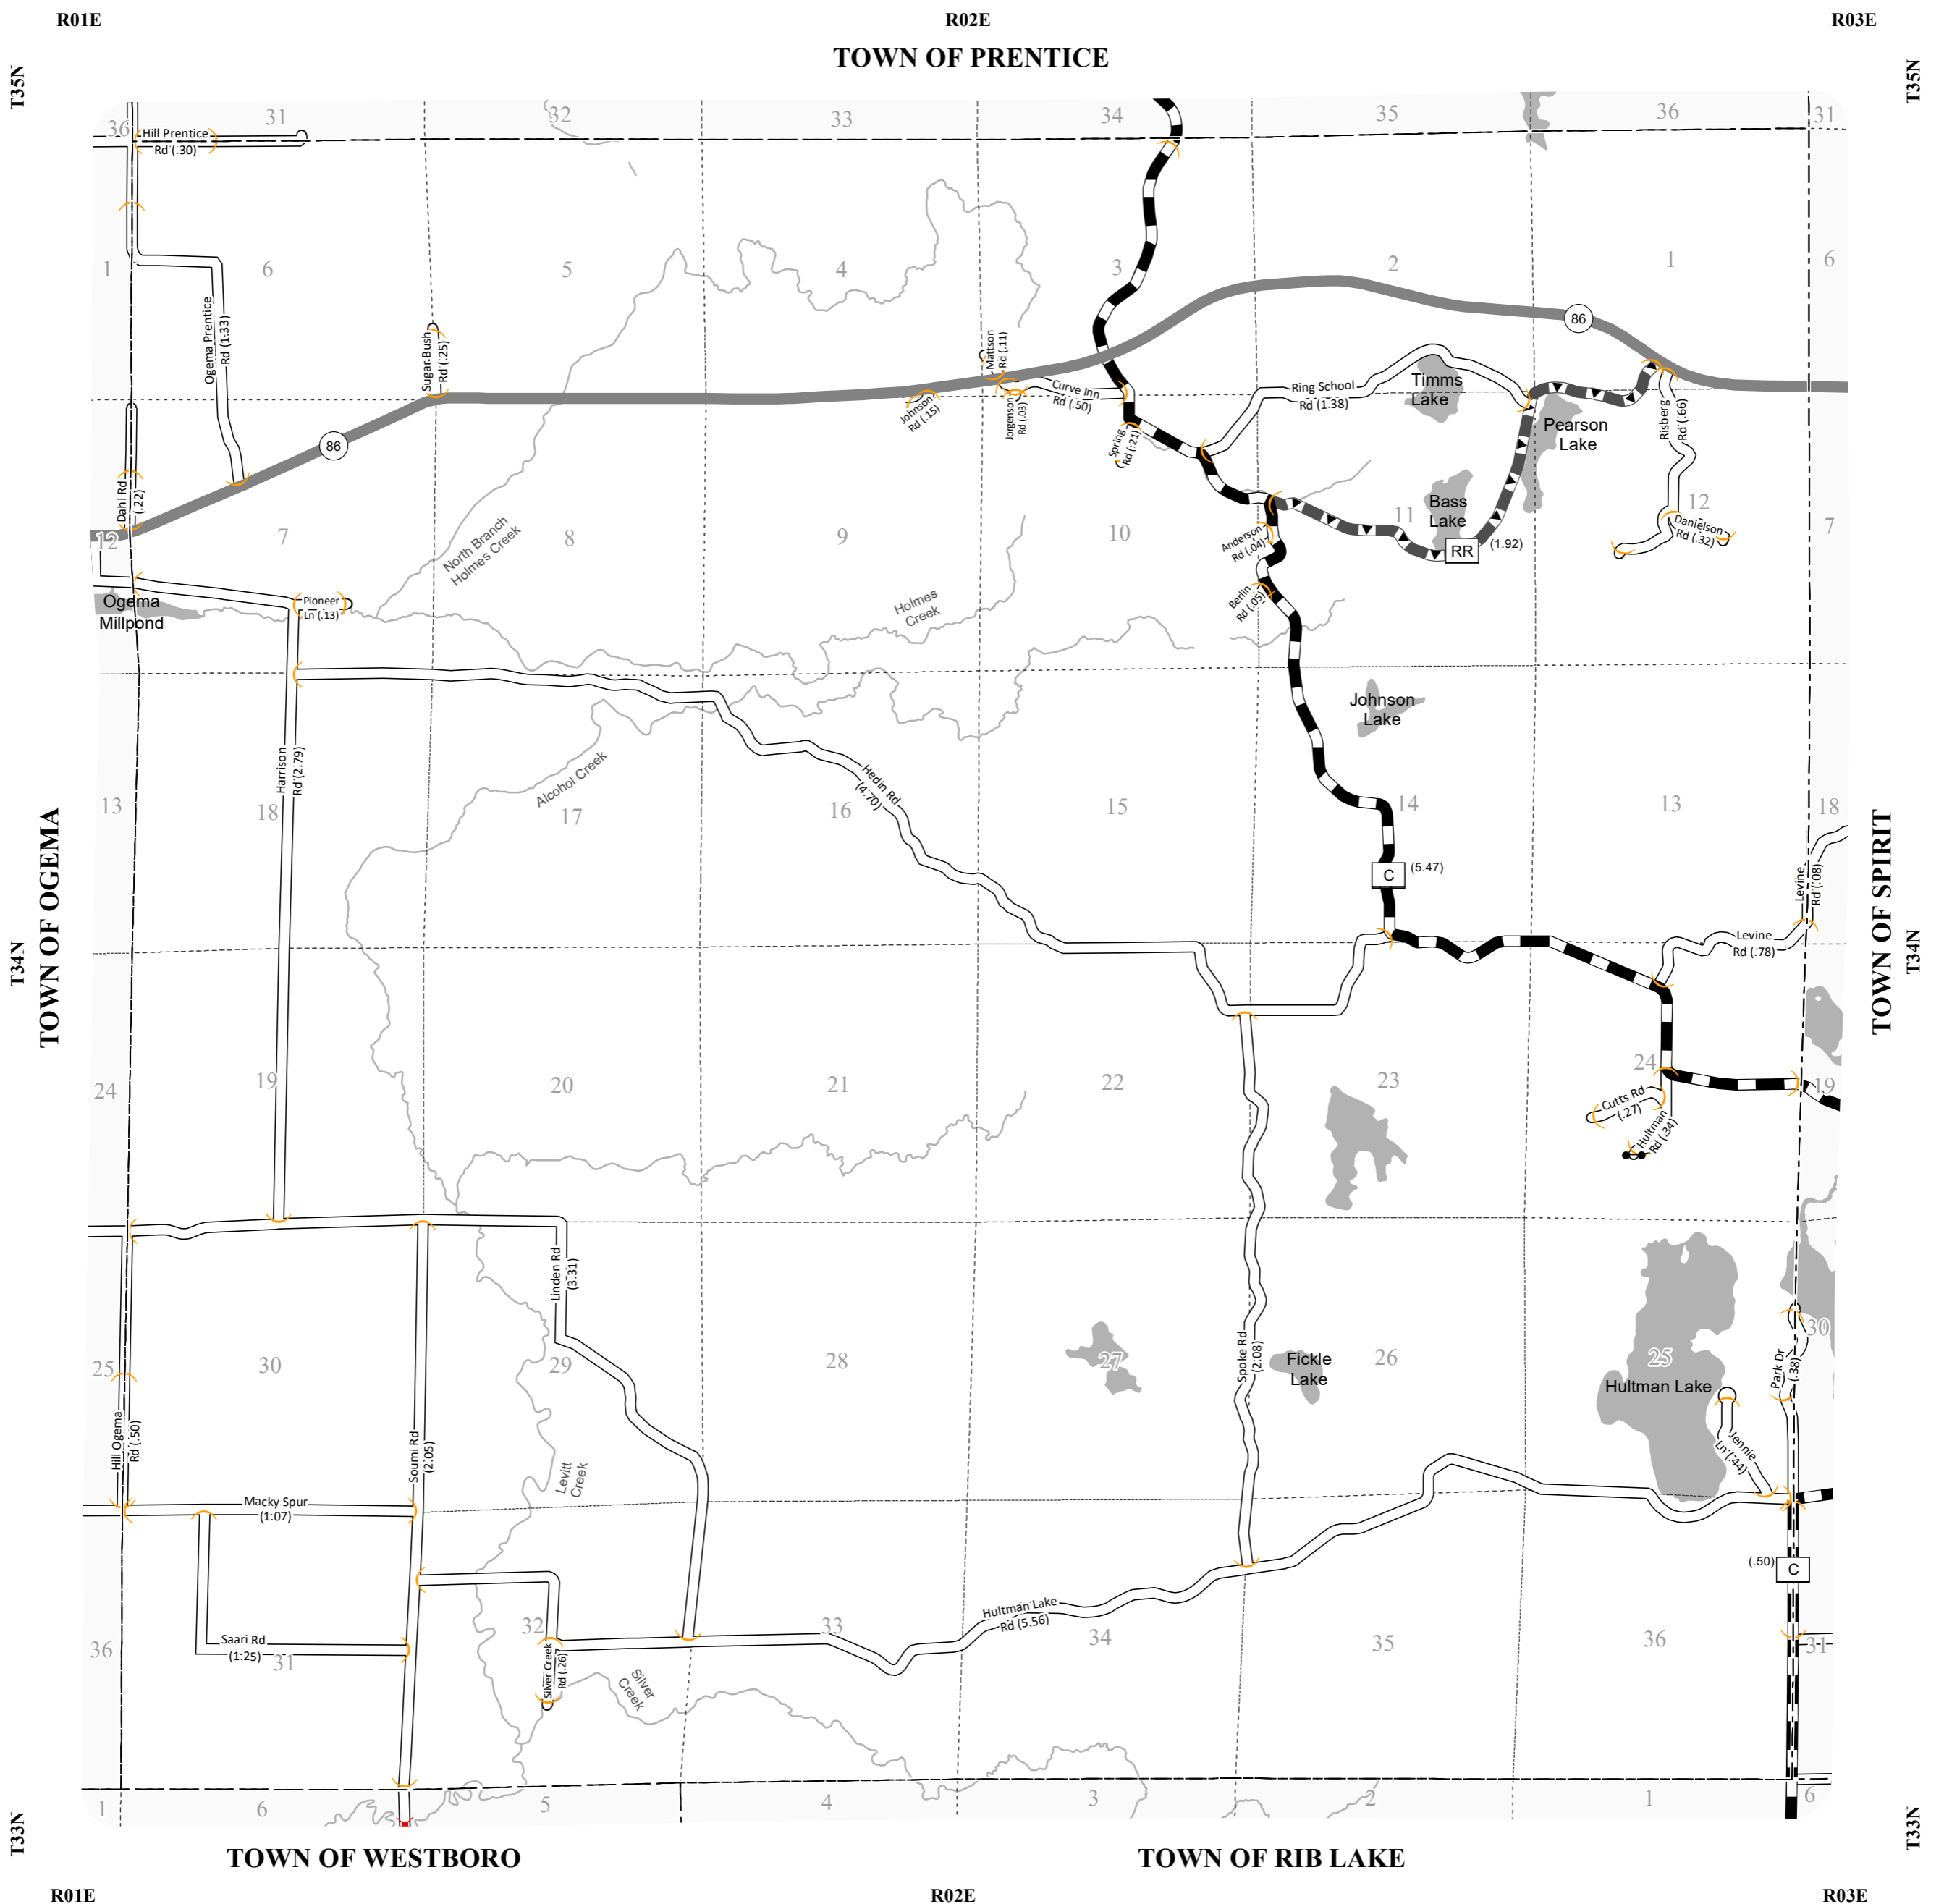 R01E
R02E
R03E
TOWN OF PRENTICE
T35N
T35N
31
32
33
34
35
36
31
36
Hill Prentice
Rd (.30)
1
6
5
4
3
2
1
6
Ogema Prentice
Rd (1.33)
Sugar Bush
Rd (.25)
Mattson
Rd (.11)
86
Johnson
Rd (.15)
Jorgenson
Rd (.03)
Curve Inn
Rd (.50)
Spring
Rd (.21)
Ring School
Rd (1.38)
Timms
Lake
Pearson
Lake
Risberg
Rd (.66)
86
Dahl Rd
(.22)
12
7
8
9
10
11
12
7
North Branch
Holmes Creek
Anderson
Rd (.04)
Bass
Lake
RR
(1.92)
Danielson
Rd (.32)
Ogema
Millpond
Pioneer
Ln (.13)
Holmes
Creek
Berlin
Rd (.05)
Johnson
Lake
Harrison
Rd (2.79)
Alcohol Creek
Hedin Rd
(4.70)
13
18
17
16
15
14
13
18
TOWN OF OGEMA
TOWN OF SPIRIT
C
(5.47)
Levine
Rd (.08)
Levine
Rd (.78)
T34N
T34N
24
19
20
21
22
23
24
19
Cutts Rd
(.27)
Hultman
Rd (.34)
Linden Rd
(3.31)
25
30
29
28
27
26
25
30
Spoke Rd
(2.08)
Fickle
Lake
Hultman Lake
Park Dr
(.38)
Hill Ogema
Rd (.50)
Soumi Rd
(2.05)
Levitt
Creek
Jennie
Ln (.44)
Macky Spur
(1.07)
(.50)
C
36
Saari Rd
(1.25)
31
32
33
34
35
36
31
Hultman Lake
Rd (5.56)
Silver Creek
Rd (.26)
Silver
Creek
1
6
5
4
3
2
1
6
T33N
T33N
TOWN OF WESTBORO
TOWN OF RIB LAKE
R01E
R02E
R03E